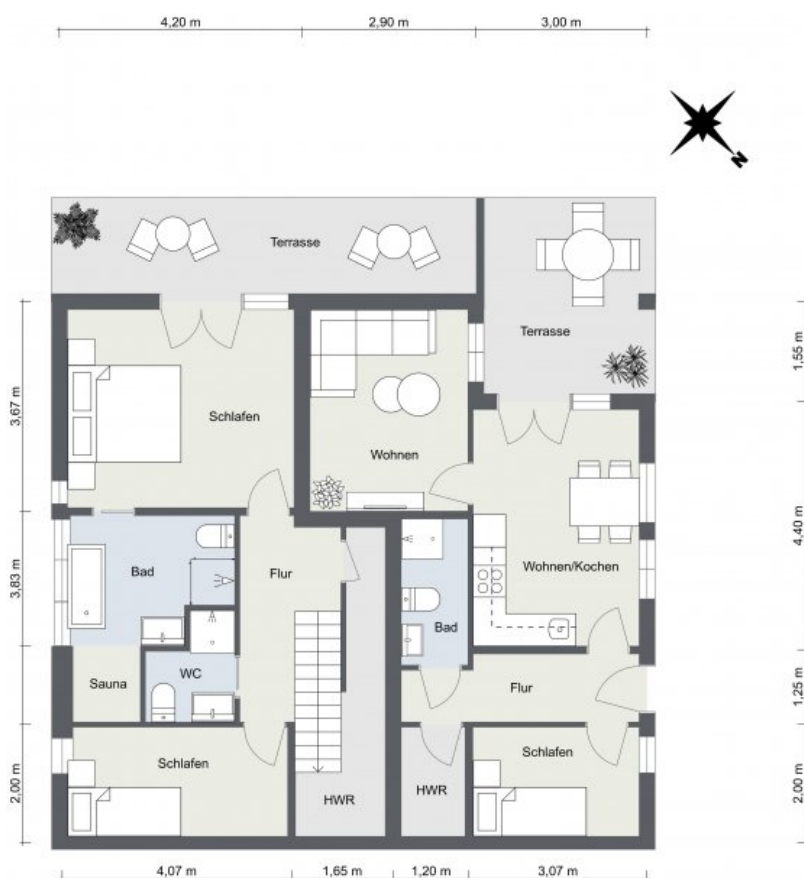 4,20 m 2,90 m 3,00 m
N
Terrasse
Terrasse
1,55 m
3,67 m
Schlafen
Wohnen
4,40 m
Wohnen/Kochen
3,83 m
Bad
Flur
Bad
WC
Sauna
Flur
1,25 m
Schlafen
Schlafen
2,00 m
HWR
HWR
2,00 m
4,07 m 1,65 m 1,20 m 3,07 m